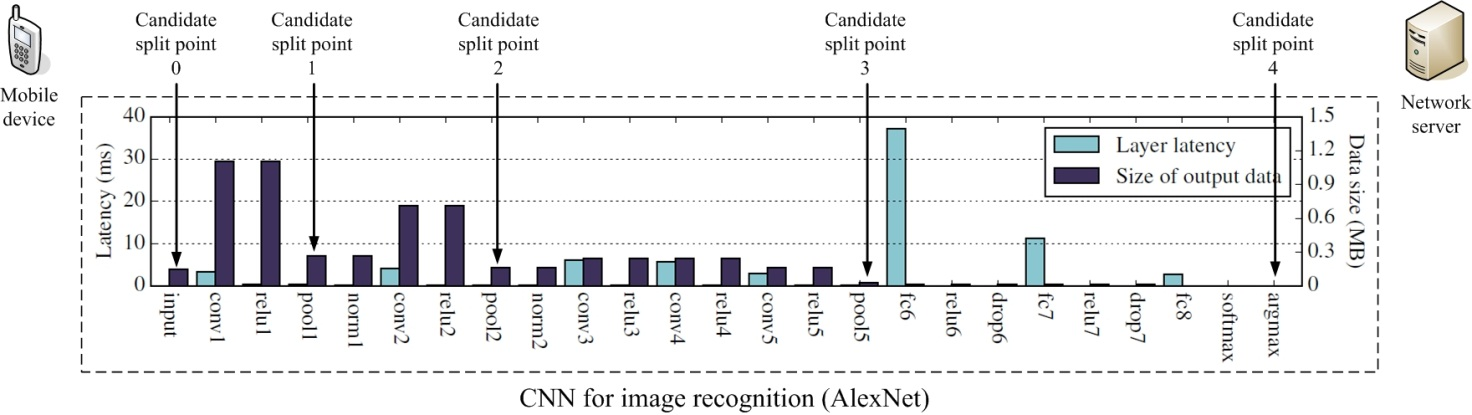 Candidate split point 0
Candidate split point 1
Candidate split point 2
Candidate split point 3
Candidate split point 4
Mobile device
Network server
Latency (ms)
40
30
20
10
0
Layer latency
Size of output data
1.5
1.2
0.9
0.6
0.3
0
Data size (MB)
input
conv1
relu1
pool1
norm1
conv2
relu2
pool2
norm2
conv3
relu3
conv4
relu4
conv5
relu5
pool5
fc6
relu6
drop6
fc7
relu7
drop7
fc8
softmax
argmax
CNN for image recognition (AlexNet)